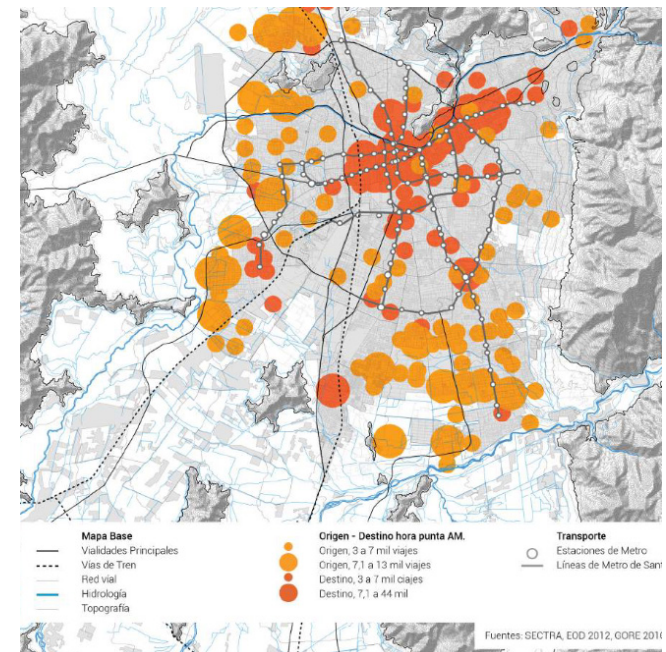 Mapa Base
Vialidades Principales
Vías de Tren
Red vial
Hidrología
Topografía
Origen - Destino hora punta AM.
Origen, 3 a 7 mil viajes
Origen, 7,1 a 13 mil viajes
Destino, 3 a 7 mil ciajes
Destino, 7,1 a 44 mil
Transporte
Estaciones de Metro
Líneas de Metro de Sant
Fuentes: SECTRA, EOD 2012, GORE 2010